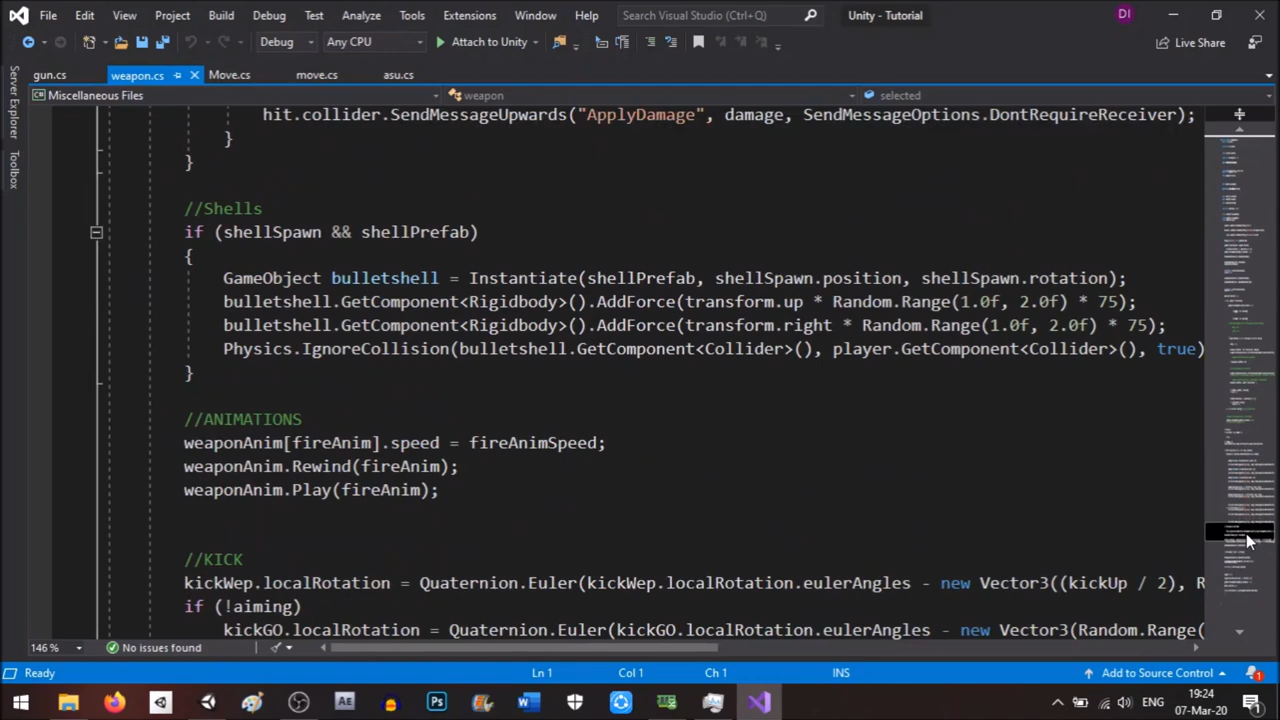 File Edit View Project Build Debug Test Analyze Tools Extensions Window Help Search Visual Studio (Ctrl+Q) Unity - Tutorial DI
Debug Any CPU Attach to Unity Live Share
gun.cs weapon.cs Move.cs move.cs asu.cs
Miscellaneous Files weapon selected
Server Explorer
Toolbox
hit.collider.SendMessageUpwards("ApplyDamage", damage, SendMessageOptions.DontRequireReceiver);
}
}
//Shells
if (shellSpawn && shellPrefab)
{
GameObject bulletshell = Instantiate(shellPrefab, shellSpawn.position, shellSpawn.rotation);
bulletshell.GetComponent<Rigidbody>().AddForce(transform.up * Random.Range(1.0f, 2.0f) * 75);
bulletshell.GetComponent<Rigidbody>().AddForce(transform.right * Random.Range(1.0f, 2.0f) * 75);
Physics.IgnoreCollision(bulletshell.GetComponent<Collider>(), player.GetComponent<Collider>(), true)
}
//ANIMATIONS
weaponAnim[fireAnim].speed = fireAnimSpeed;
weaponAnim.Rewind(fireAnim);
weaponAnim.Play(fireAnim);
//KICK
kickWep.localRotation = Quaternion.Euler(kickWep.localRotation.eulerAngles - new Vector3((kickUp / 2), R
if (!aiming)
kickGO.localRotation = Quaternion.Euler(kickGO.localRotation.eulerAngles - new Vector3(Random.Range(
146 % No issues found
Ready Ln 1 Col 1 Ch 1 INS Add to Source Control 1
Ae Ps W ENG 19:24
07-Mar-20 1